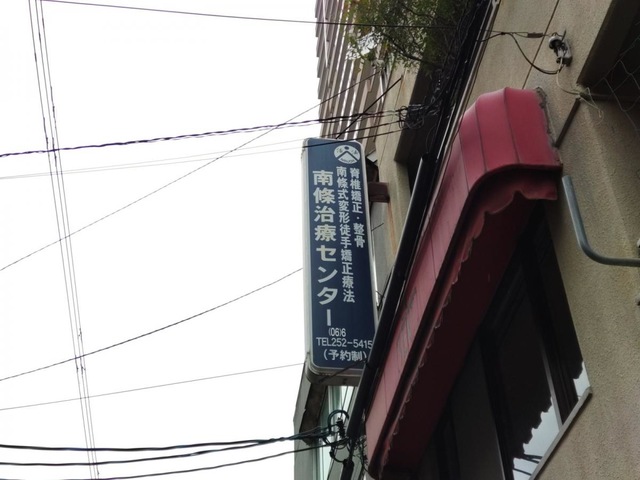 脊椎矯正・整骨
南條式変形徒手矯正療法
南條治療センター
(06)6
TEL252-5415
(予約制)